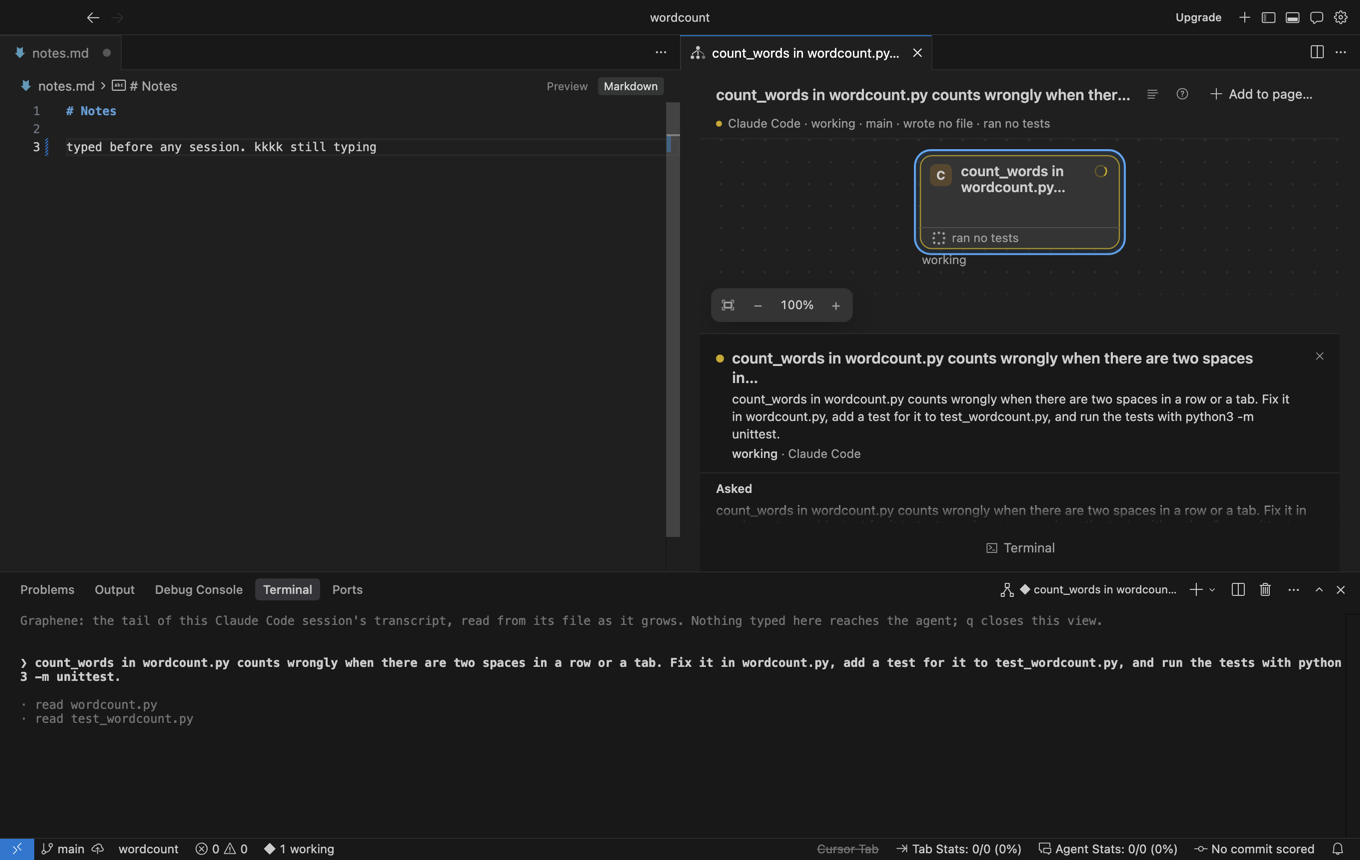 wordcount
Upgrade
notes.md
count_words in wordcount.py...
notes.md > # Notes
Preview
Markdown
1 # Notes
2
3 typed before any session. kkkk still typing
count_words in wordcount.py counts wrongly when ther...
Add to page...
Claude Code · working · main · wrote no file · ran no tests
C
count_words in
wordcount.py...
ran no tests
working
100%
count_words in wordcount.py counts wrongly when there are two spaces
in...
count_words in wordcount.py counts wrongly when there are two spaces in a row or a tab. Fix it
in wordcount.py, add a test for it to test_wordcount.py, and run the tests with python3 -m
unittest.
working · Claude Code
Asked
count_words in wordcount.py counts wrongly when there are two spaces in a row or a tab. Fix it in
Terminal
Problems
Output
Debug Console
Terminal
Ports
count_words in wordcoun...
Graphene: the tail of this Claude Code session's transcript, read from its file as it grows. Nothing typed here reaches the agent; q closes this view.
❯ count_words in wordcount.py counts wrongly when there are two spaces in a row or a tab. Fix it in wordcount.py, add a test for it to test_wordcount.py, and run the tests with python
3 -m unittest.
· read wordcount.py
· read test_wordcount.py
main
wordcount
0
0
1 working
Cursor Tab
Tab Stats: 0/0 (0%)
Agent Stats: 0/0 (0%)
No commit scored